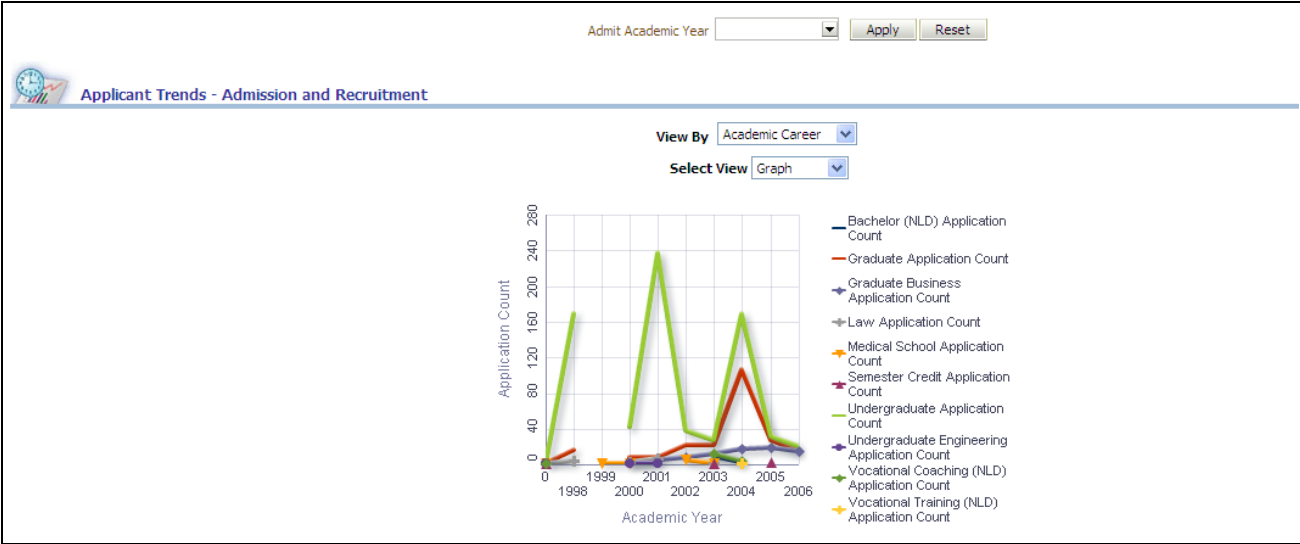 Admit Academic Year Apply Reset
Applicant Trends - Admission and Recruitment
View By Academic Career
Select View Graph
Application Count
280
240
200
160
120
80
40
0
0 1999 2001 2003 2005
1998 2000 2002 2004 2006
Academic Year
Bachelor (NLD) Application
Count
Graduate Application Count
Graduate Business
Application Count
Law Application Count
Medical School Application
Count
Semester Credit Application
Count
Undergraduate Application
Count
Undergraduate Engineering
Application Count
Vocational Coaching (NLD)
Application Count
Vocational Training (NLD)
Application Count